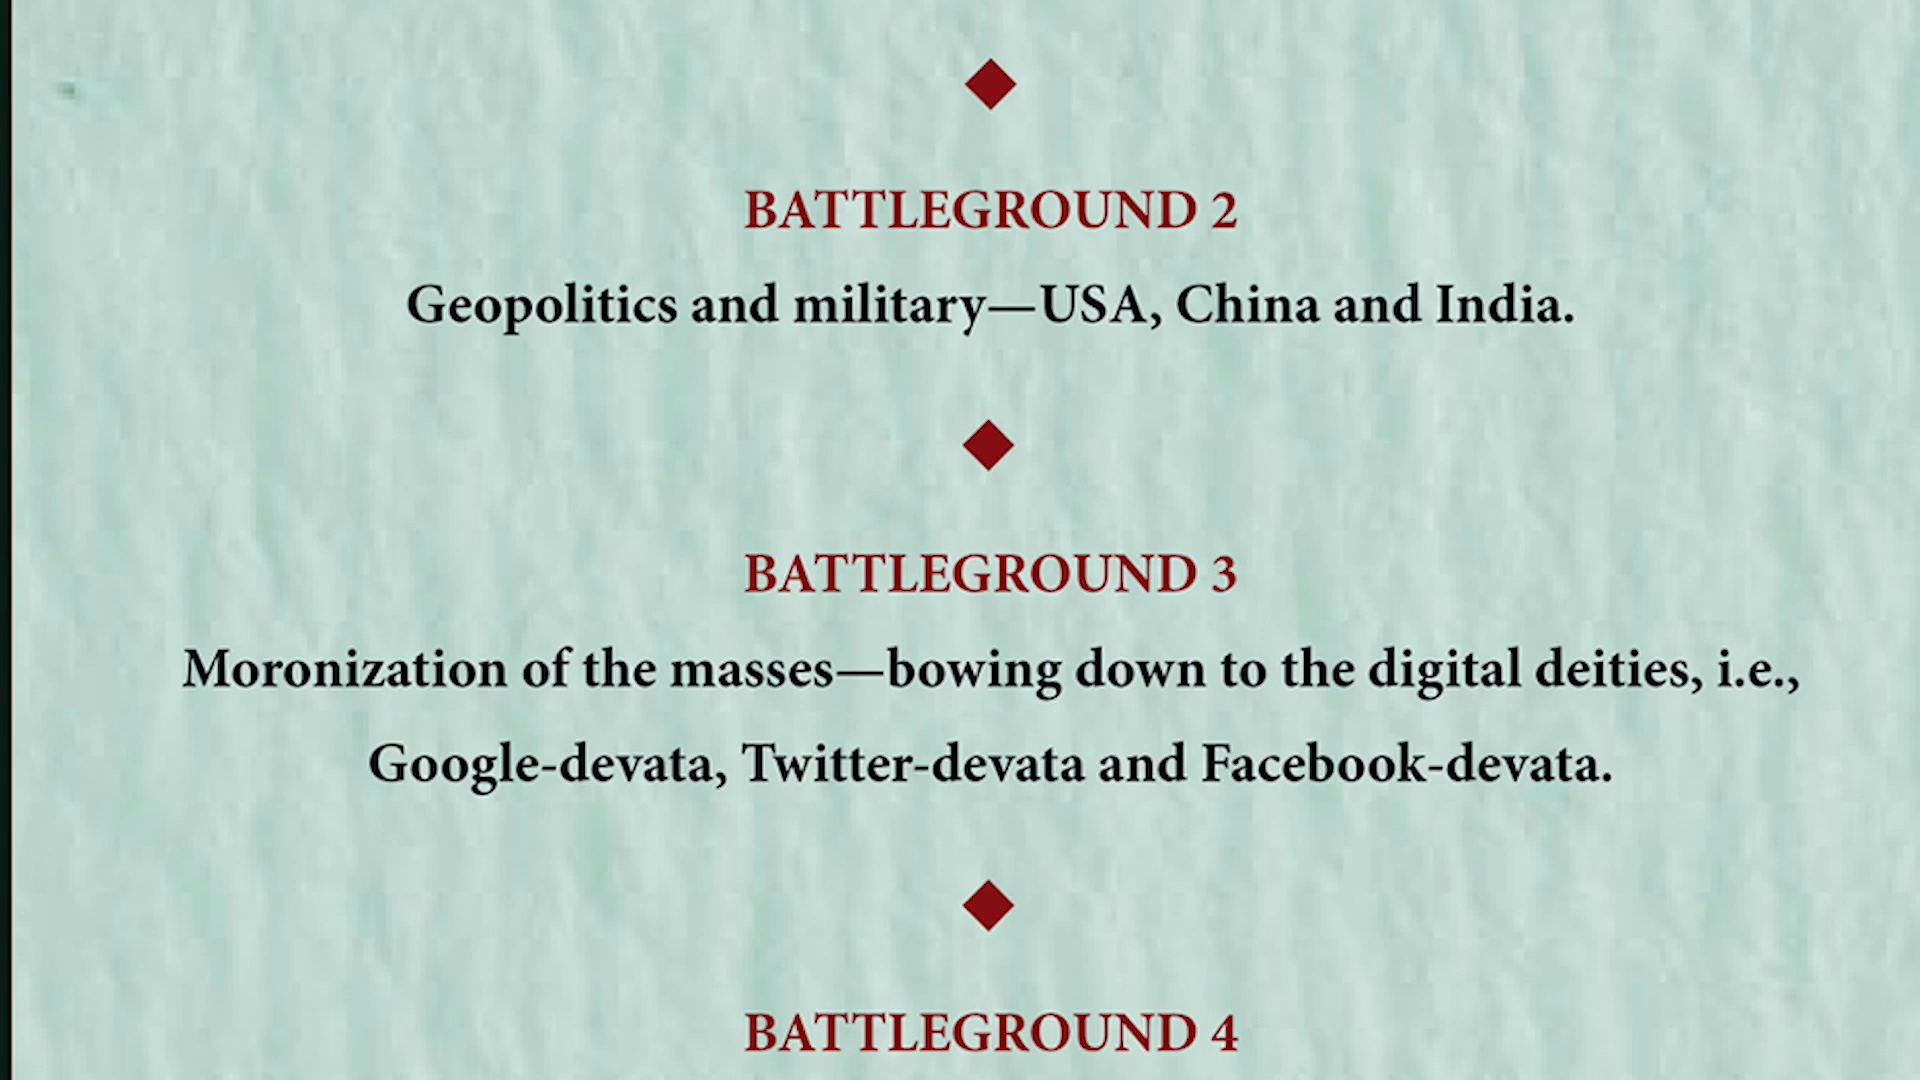 BATTLEGROUND 2
Geopolitics and military—USA, China and India.
BATTLEGROUND 3
Moronization of the masses—bowing down to the digital deities, i.e.,
Google-devata, Twitter-devata and Facebook-devata.
BATTLEGROUND 4